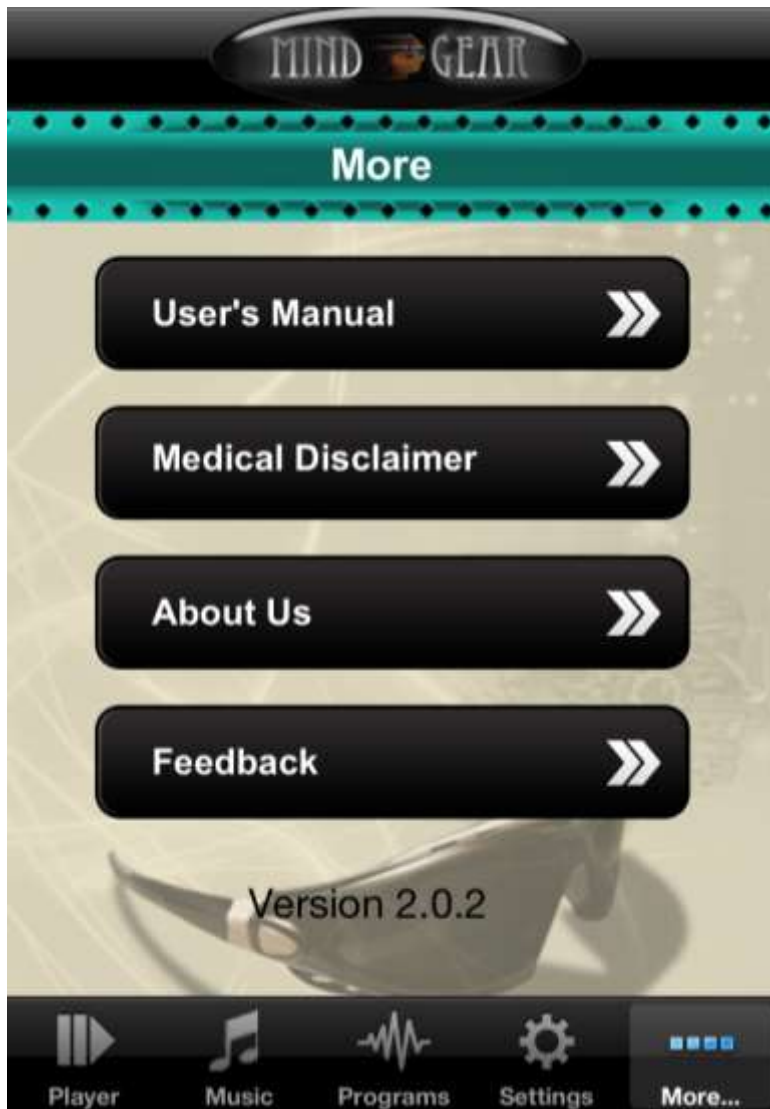 MIND GEAR
More
User's Manual
Medical Disclaimer
About Us
Feedback
Version 2.0.2
Player Music Programs Settings More...